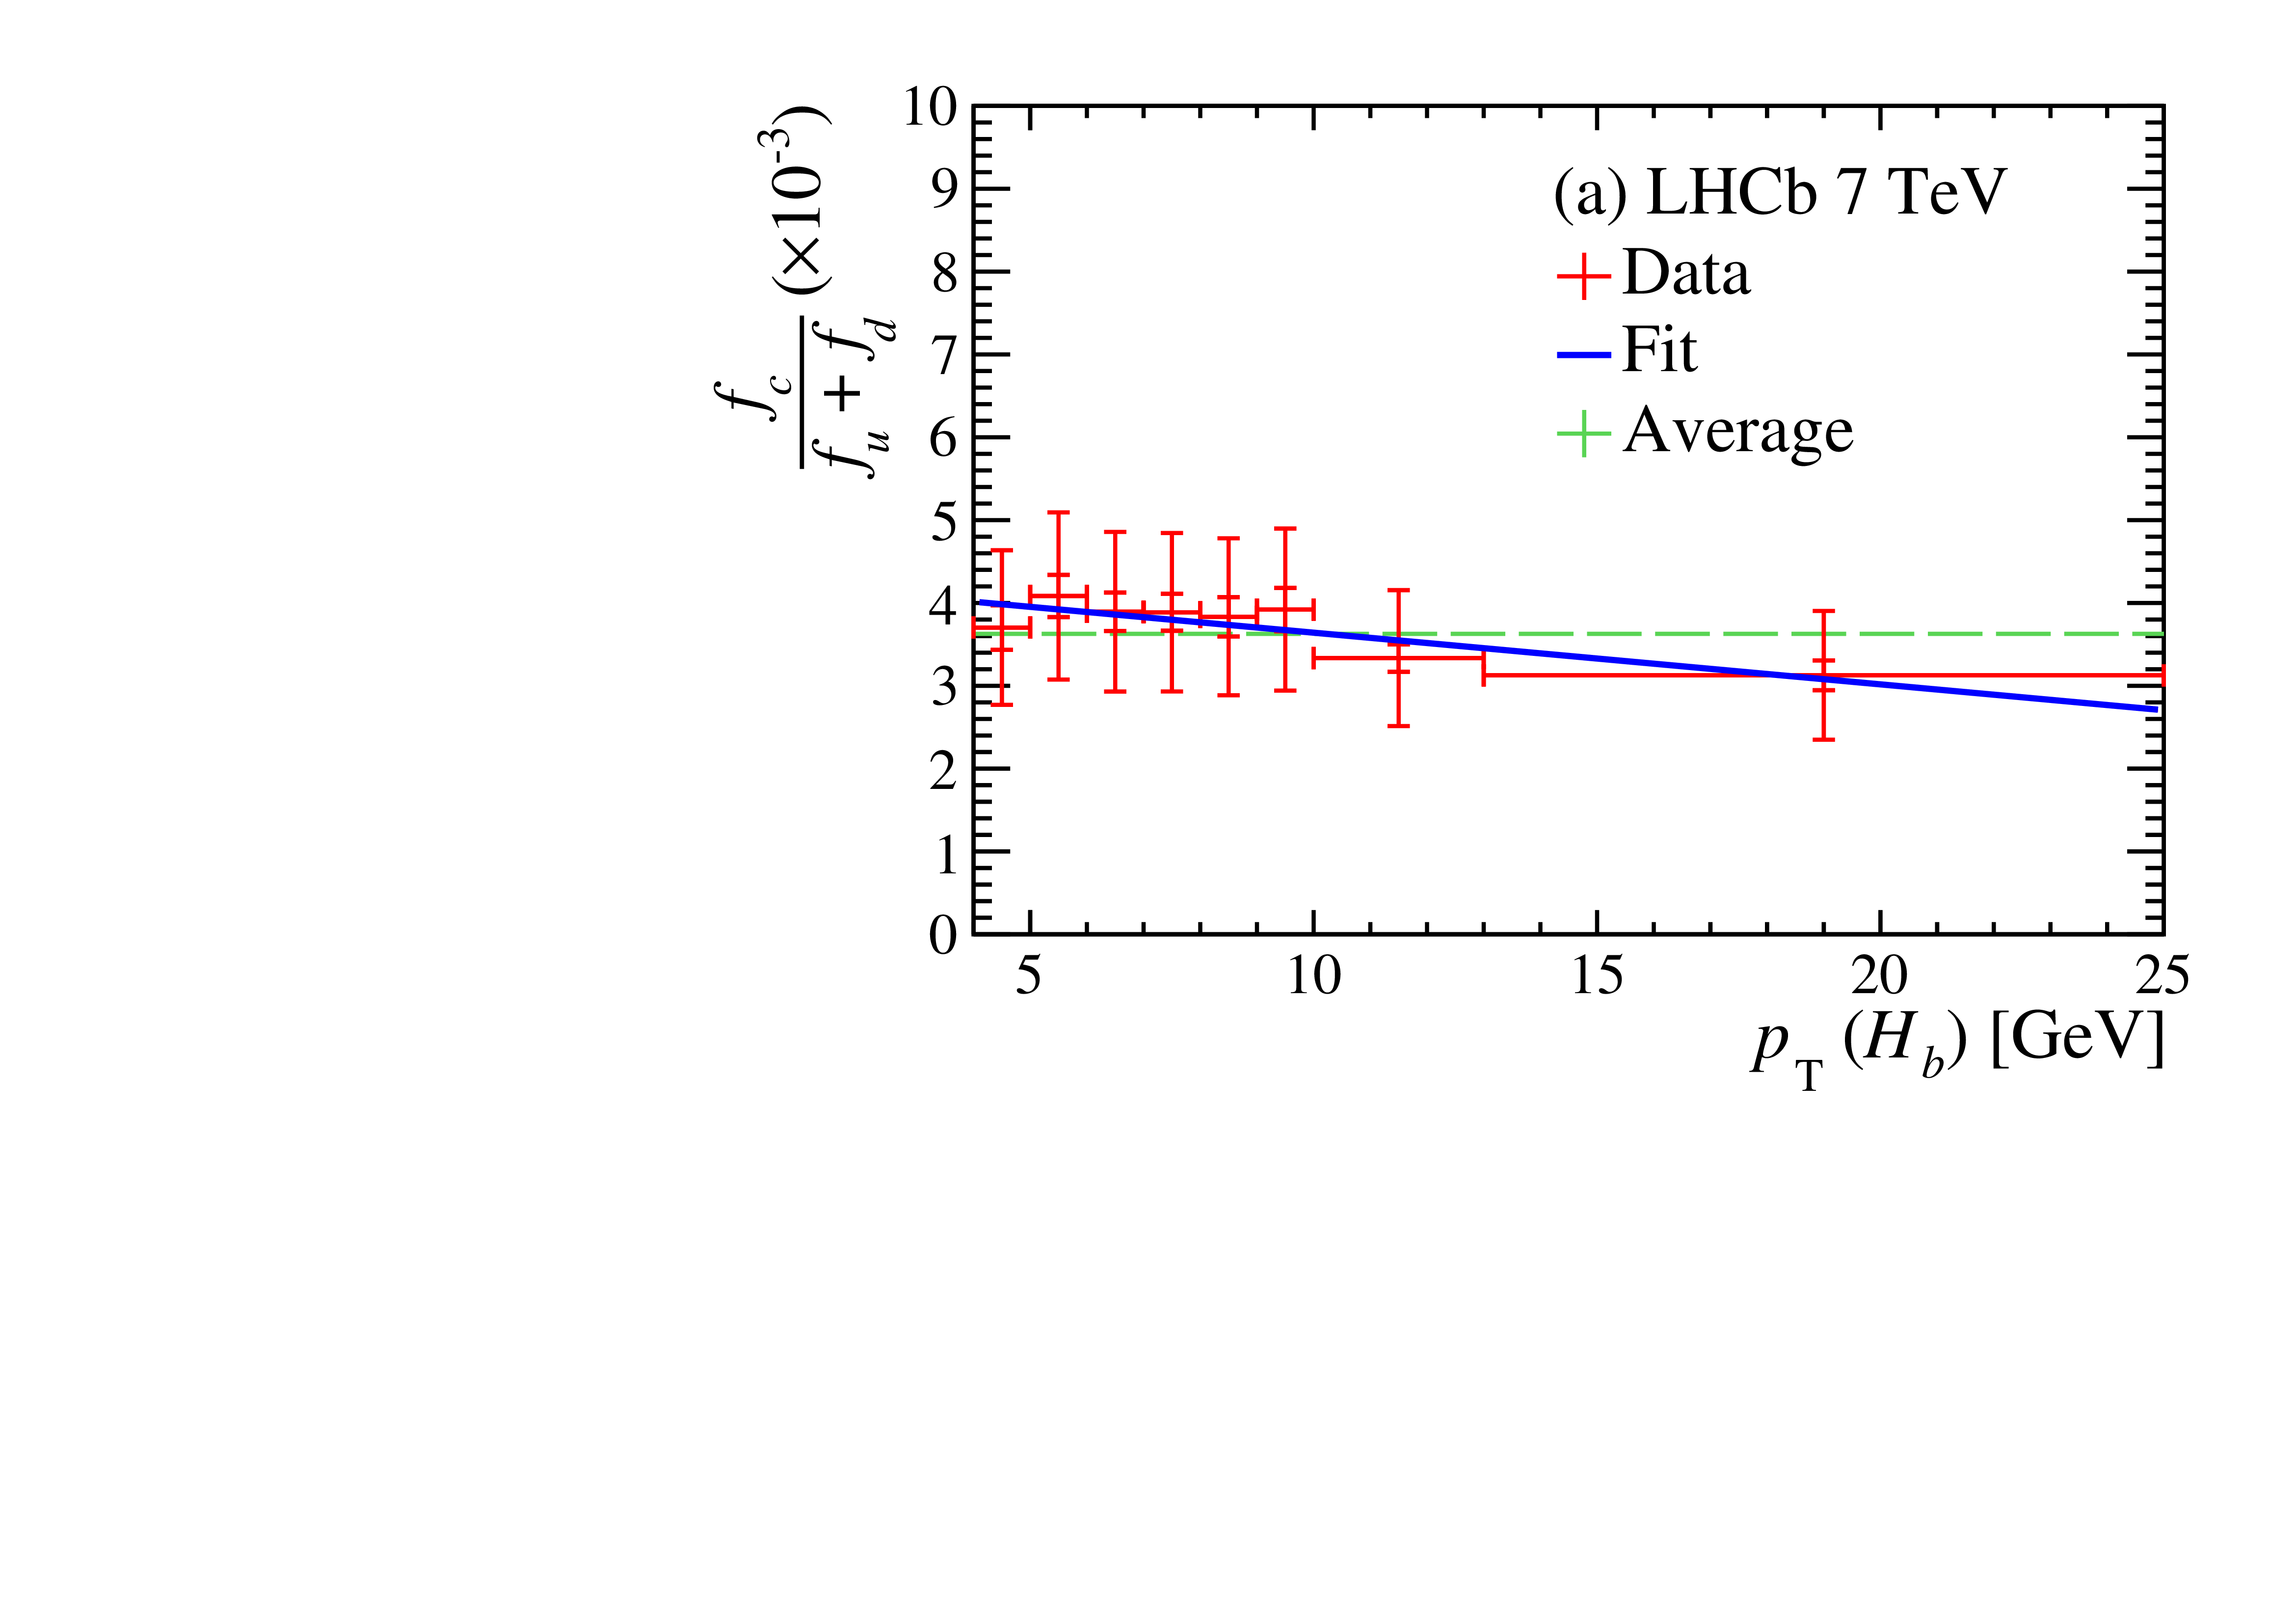 f_c / (f_u + f_d) (×10^-3)
10
9
8
7
6
5
4
3
2
1
0
(a) LHCb 7 TeV
Data
Fit
Average
5 10 15 20 25
p_T (H_b) [GeV]